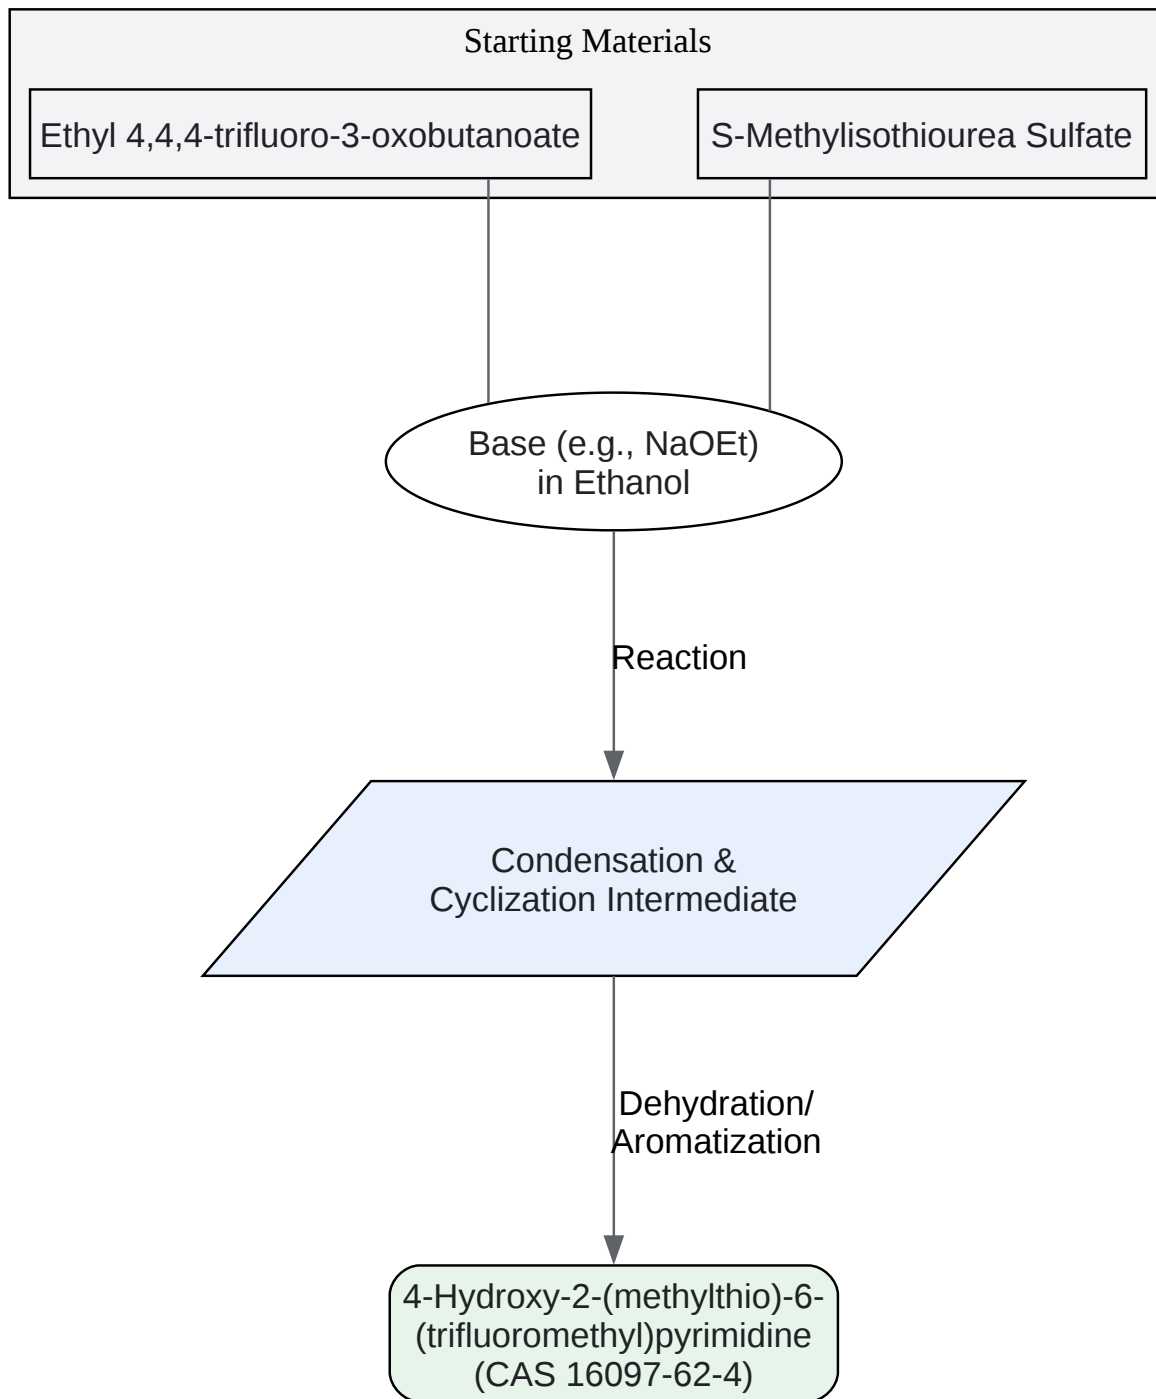 Starting Materials
Ethyl 4,4,4-trifluoro-3-oxobutanoate
S-Methylisothiourea Sulfate
Base (e.g., NaOEt)
in Ethanol
Reaction
Condensation &
Cyclization Intermediate
Dehydration/
Aromatization
4-Hydroxy-2-(methylthio)-6-
(trifluoromethyl)pyrimidine
(CAS 16097-62-4)